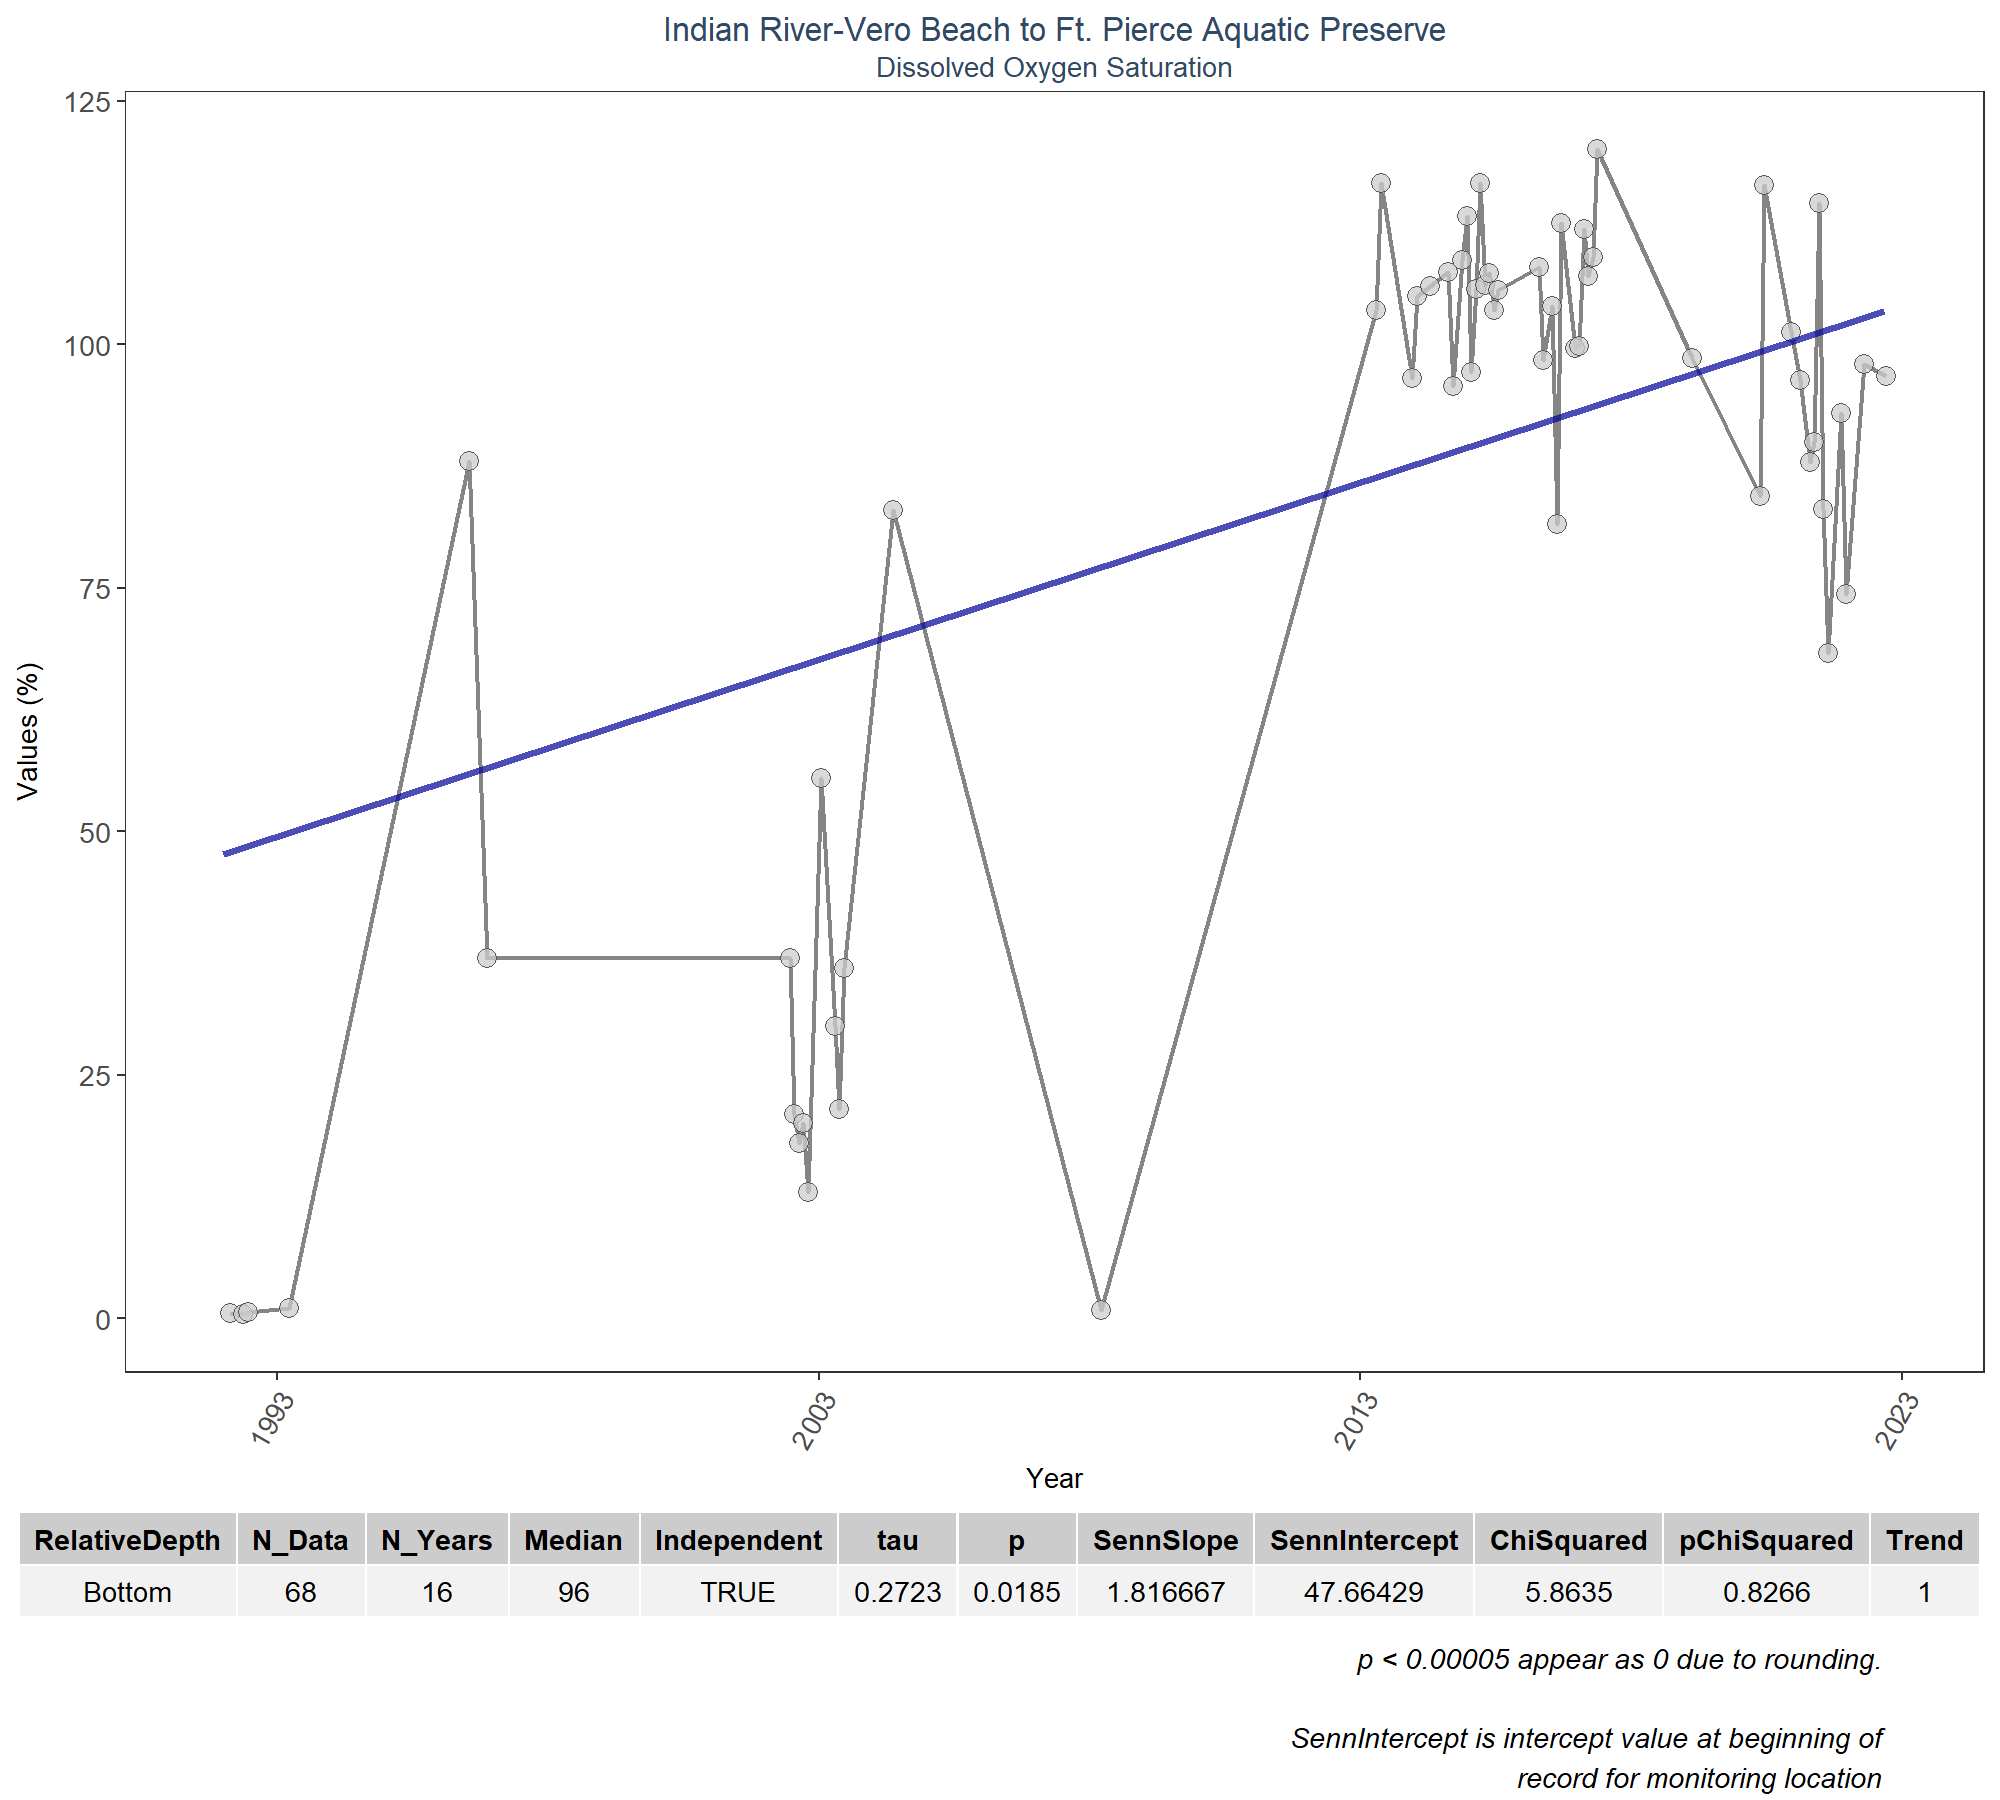 Indian River-Vero Beach to Ft. Pierce Aquatic Preserve
Dissolved Oxygen Saturation
125
100
75
50
25
0
Values (%)
1993
2003
2013
2023
Year
RelativeDepth N_Data N_Years Median Independent tau p SennSlope SennIntercept ChiSquared pChiSquared Trend
Bottom 68 16 96 TRUE 0.2723 0.0185 1.816667 47.66429 5.8635 0.8266 1
p < 0.00005 appear as 0 due to rounding.
SennIntercept is intercept value at beginning of
record for monitoring location